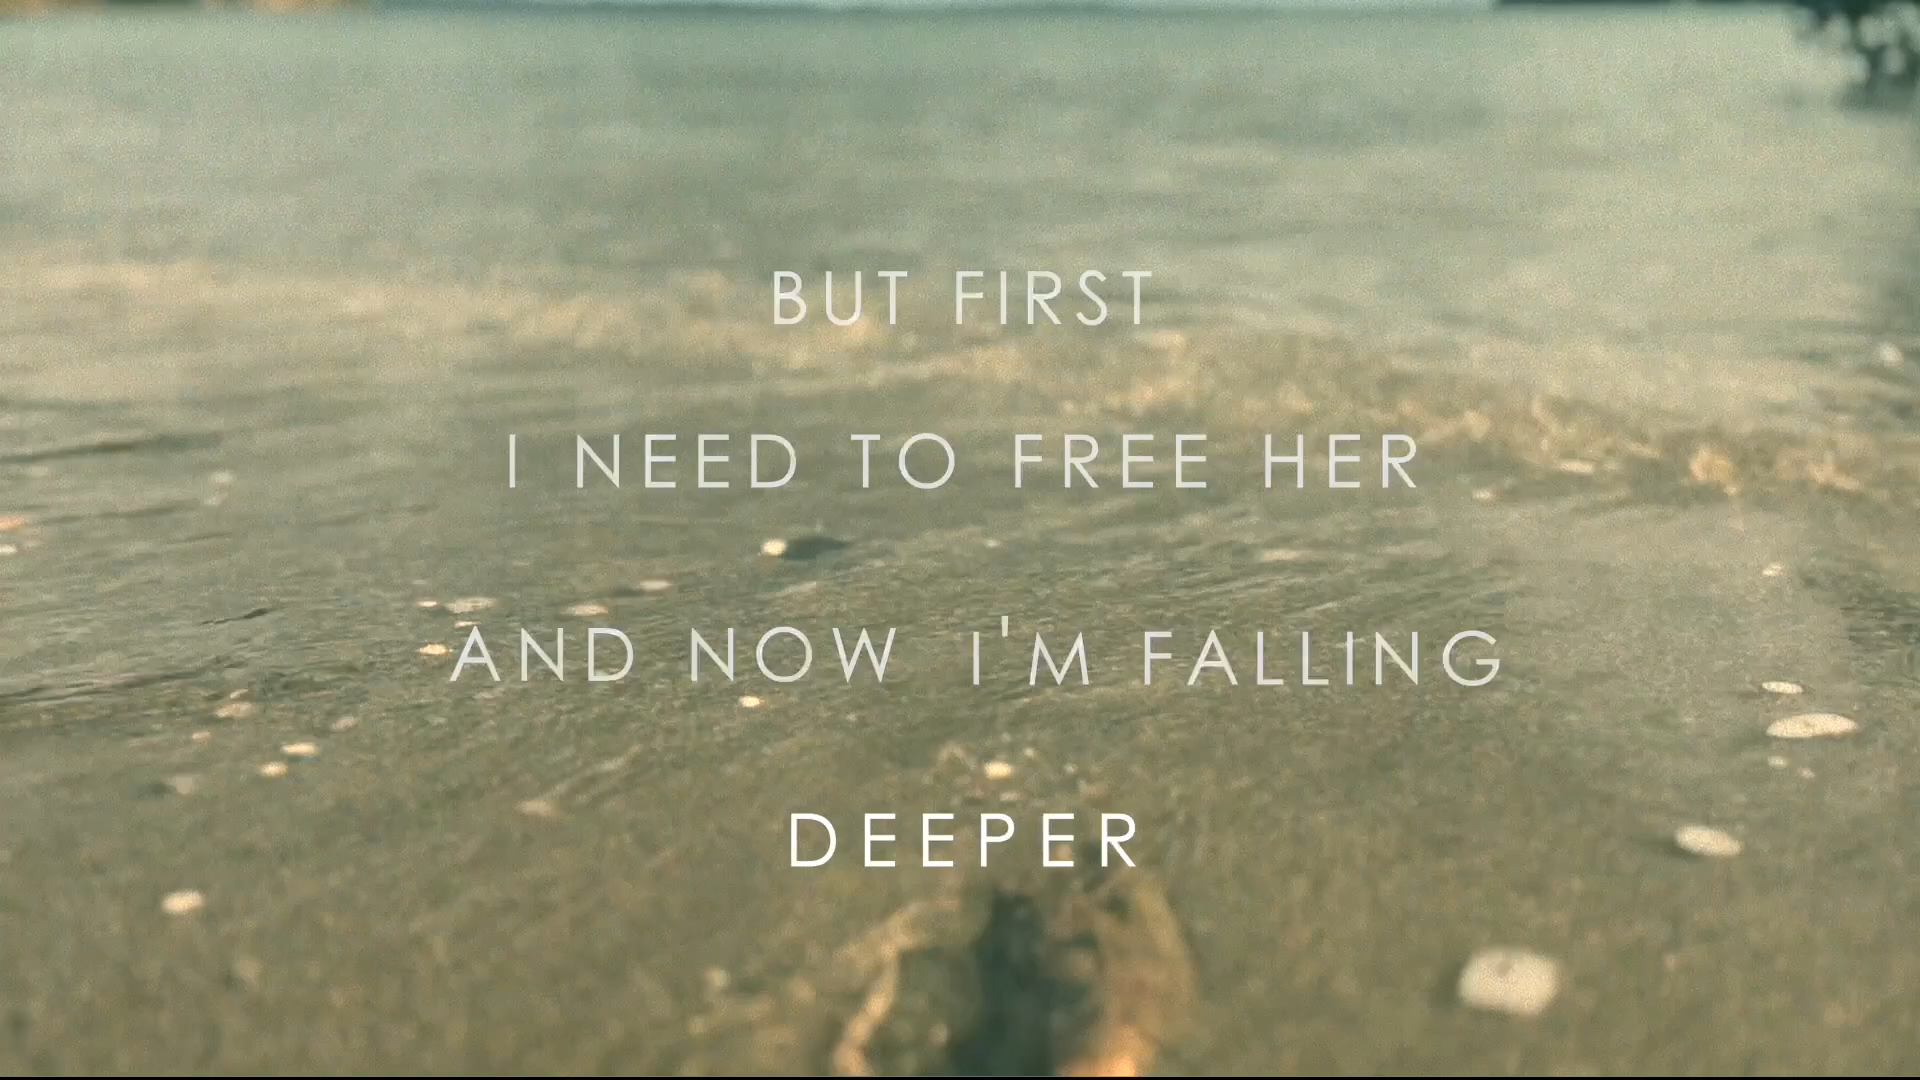 BUT FIRST
I NEED TO FREE HER
AND NOW I'M FALLING
DEEPER